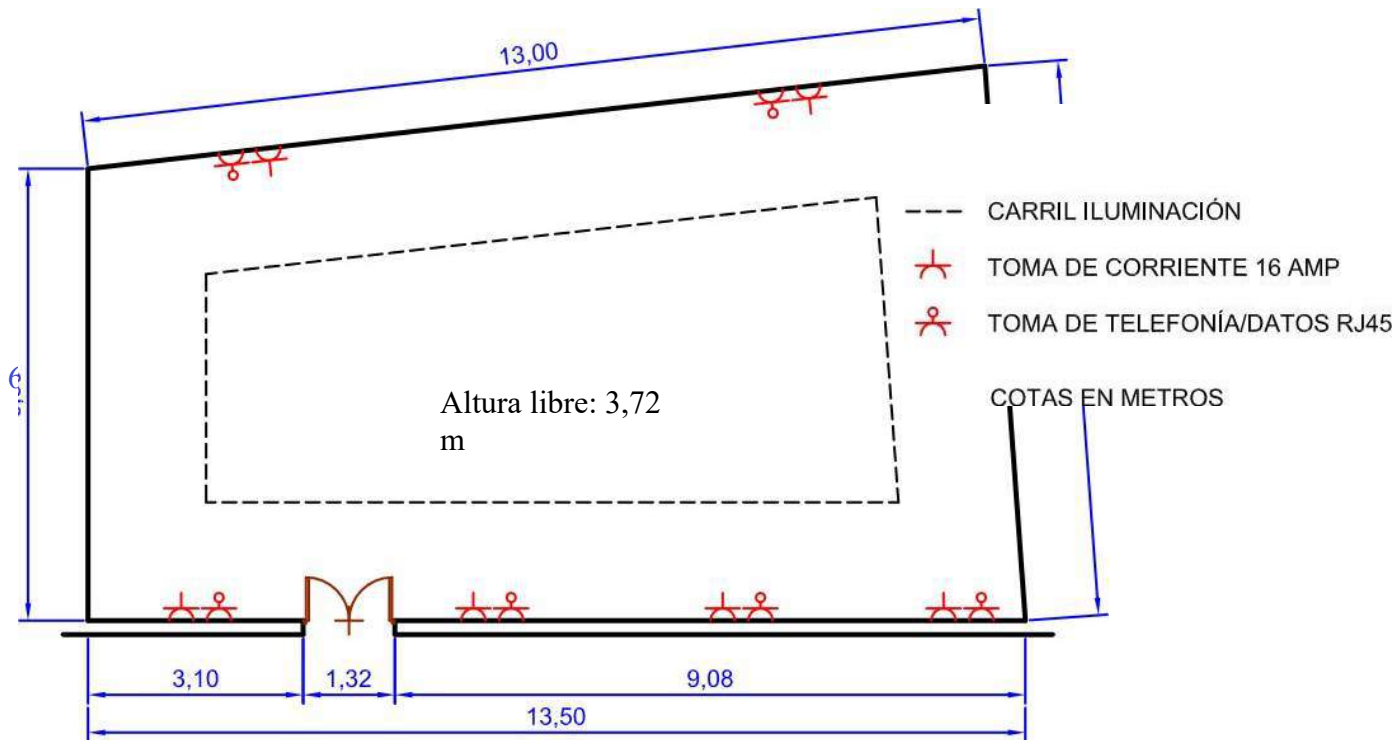 13,00
CARRIL ILUMINACIÓN
TOMA DE CORRIENTE 16 AMP
TOMA DE TELEFONÍA/DATOS RJ45
6
Altura libre: 3,72
m
COTAS EN METROS
3,10
1,32
9,08
13,50